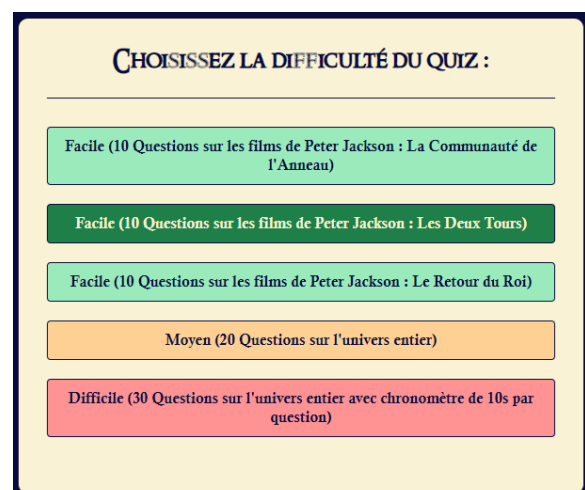 CHOISISSEZ LA DIFFICULTÉ DU QUIZ :
Facile (10 Questions sur les films de Peter Jackson : La Communauté de
l'Anneau)
Facile (10 Questions sur les films de Peter Jackson : Les Deux Tours)
Facile (10 Questions sur les films de Peter Jackson : Le Retour du Roi)
Moyen (20 Questions sur l'univers entier)
Difficile (30 Questions sur l'univers entier avec chronomètre de 10s par
question)